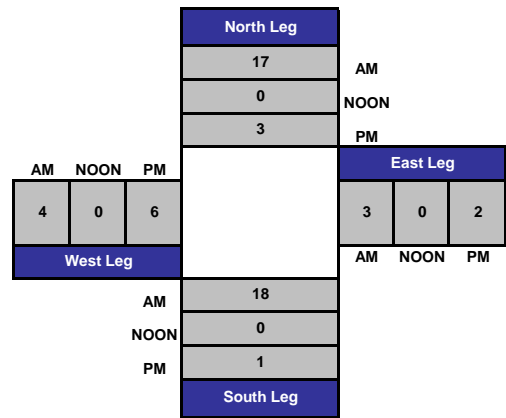 North Leg
17 AM
0 NOON
3 PM
AM NOON PM
East Leg
4 0 6
3 0 2
West Leg
AM NOON PM
AM 18
NOON 0
PM 1
South Leg